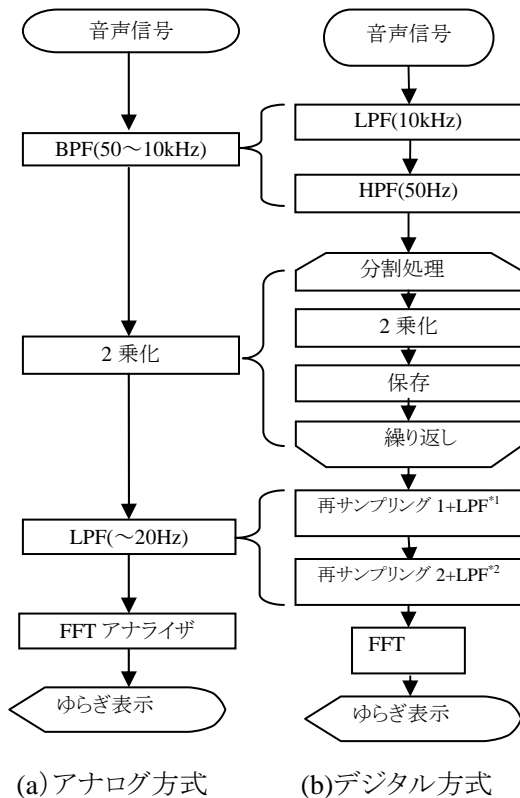 音声信号
BPF(50～10kHz)
2 乗化
LPF(～20Hz)
FFT アナライザ
ゆらぎ表示
(a)アナログ方式
音声信号
LPF(10kHz)
HPF(50Hz)
分割処理
2 乗化
保存
繰り返し
再サンプリング 1+LPF*1
再サンプリング 2+LPF*2
FFT
ゆらぎ表示
(b)デジタル方式